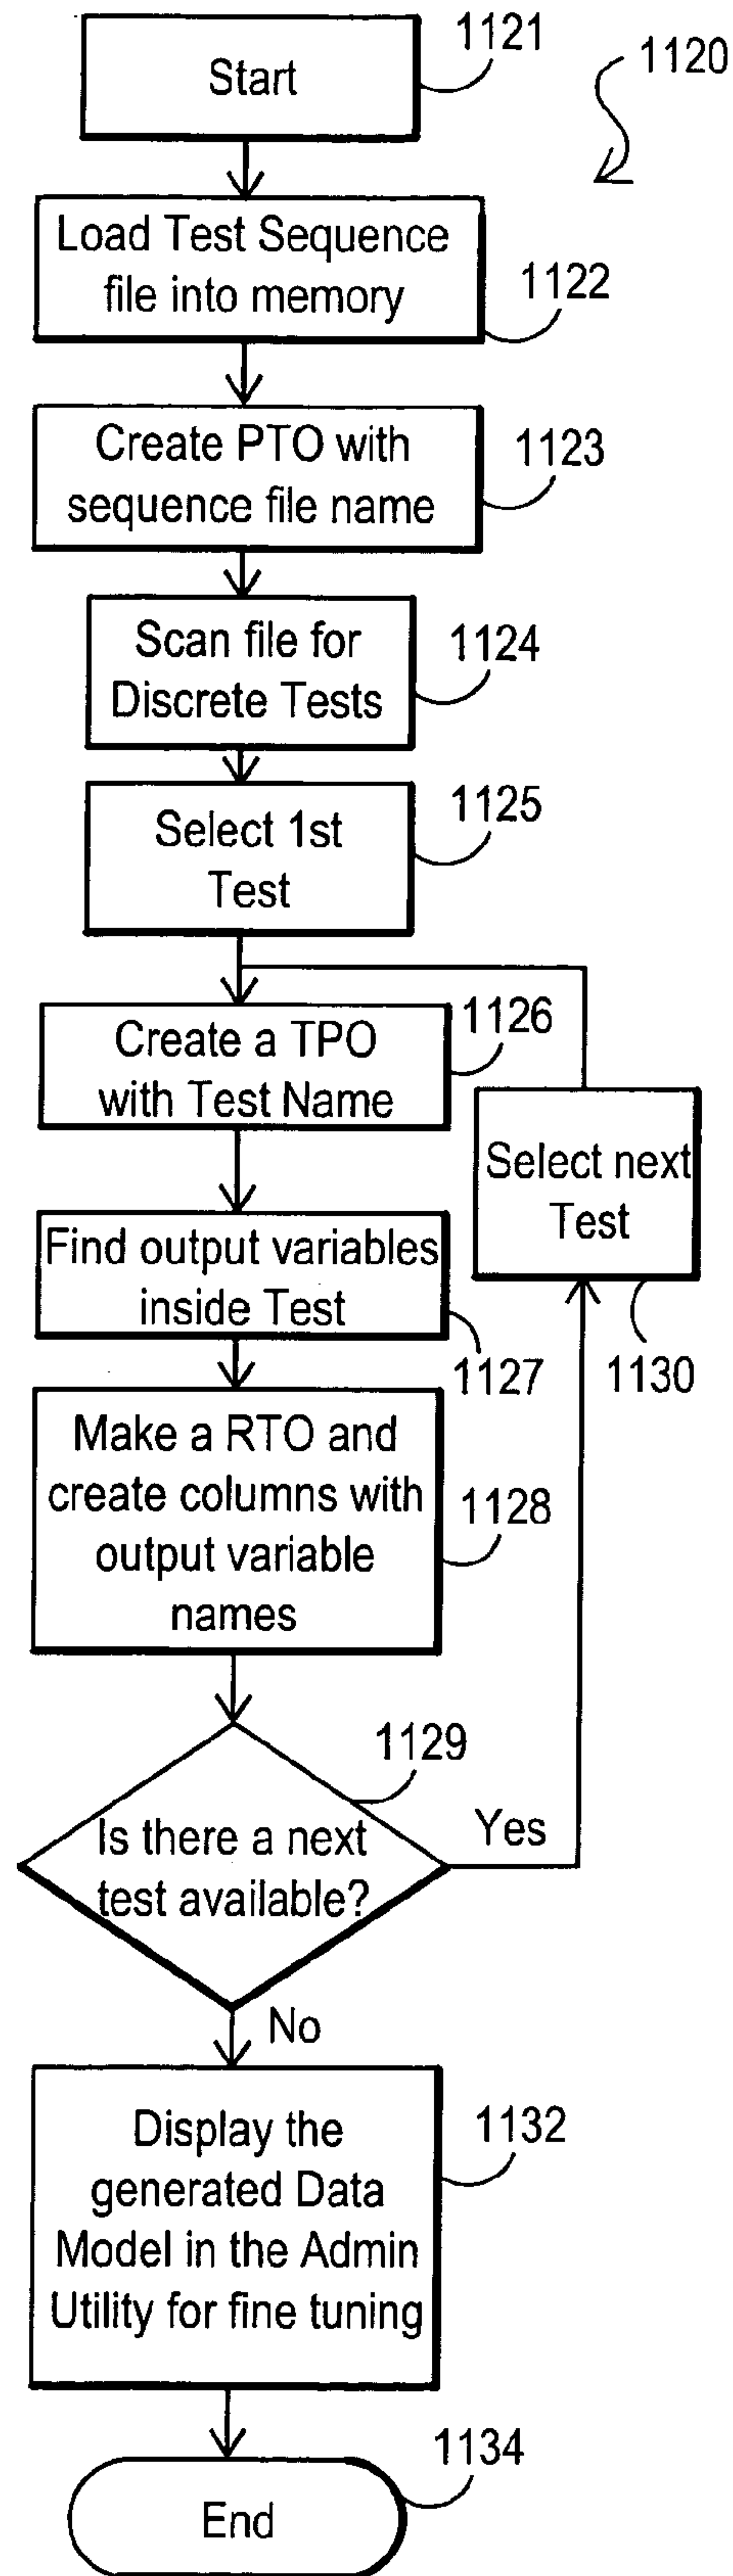 1121
Start
1120
Load Test Sequence
file into memory
1122
Create PTO with
sequence file name
1123
Scan file for
Discrete Tests
1124
Select 1st
Test
1125
Create a TPO
with Test Name
1126
Select next
Test
1130
Find output variables
inside Test
1127
Make a RTO and
create columns with
output variable
names
1128
1129
Is there a next
test available?
Yes
No
Display the
generated Data
Model in the Admin
Utility for fine tuning
1132
1134
End